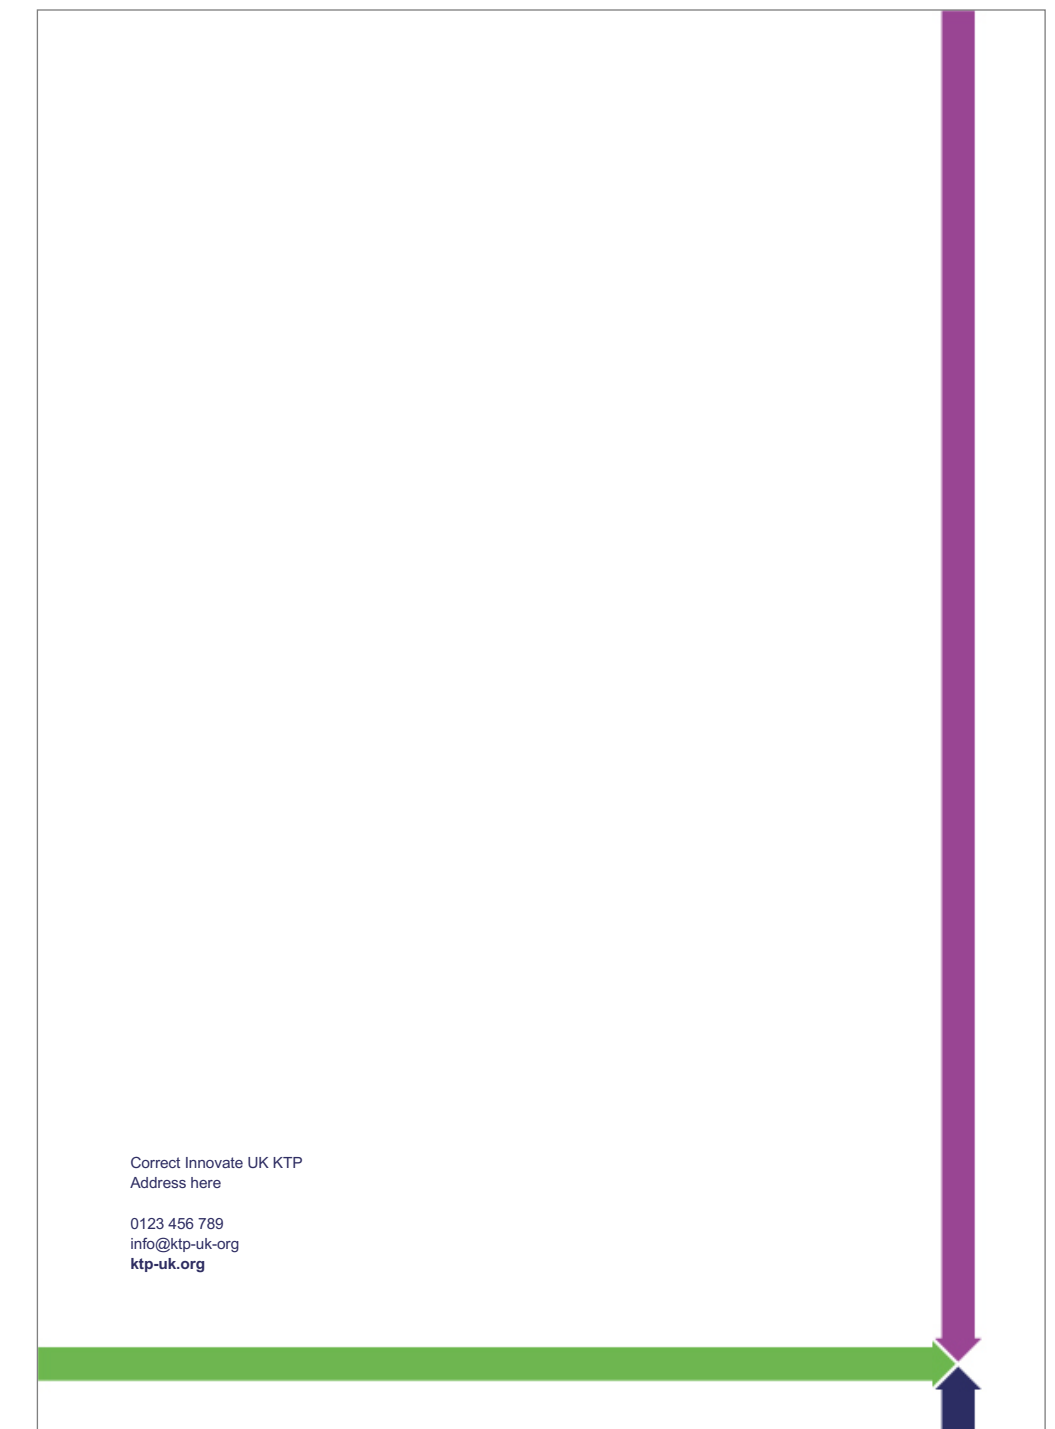 Correct Innovate UK KTP
Address here
0123 456 789
info@ktp-uk-org
ktp-uk.org